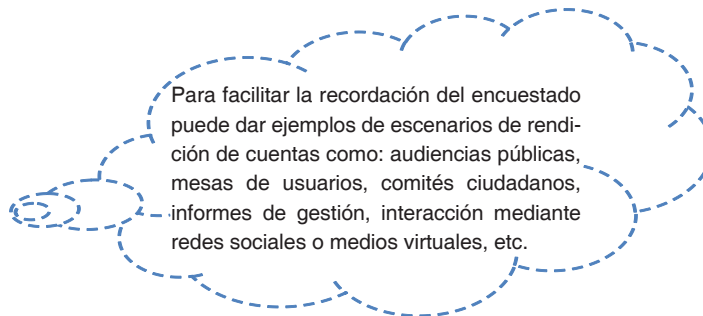 Para facilitar la recordación del encuestado
puede dar ejemplos de escenarios de rendi-
ción de cuentas como: audiencias públicas,
mesas de usuarios, comités ciudadanos,
informes de gestión, interacción mediante
redes sociales o medios virtuales, etc.